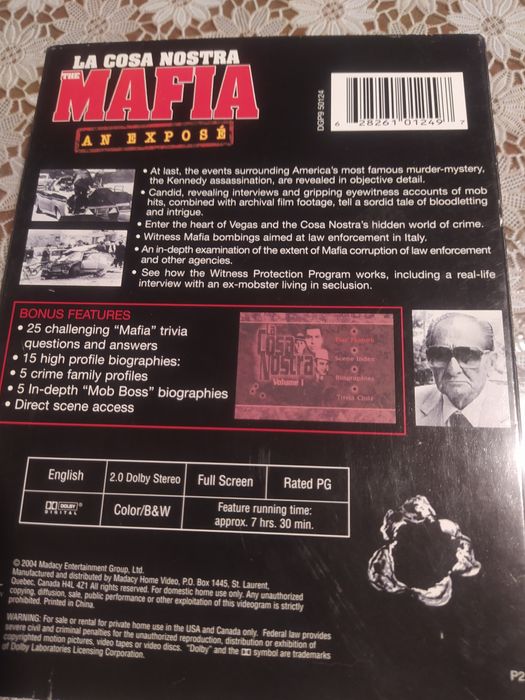 LA COSA NOSTRA
THE
MAFIA
AN EXPOSÉ
DGP9 50124
6 28261 01249 7
• At last, the events surrounding America's most famous murder-mystery,
the Kennedy assassination, are revealed in objective detail.
• Candid, revealing interviews and gripping eyewitness accounts of mob
hits, combined with archival film footage, tell a sordid tale of bloodletting
and intrigue.
• Enter the heart of Vegas and the Cosa Nostra's hidden world of crime.
• Witness Mafia bombings aimed at law enforcement in Italy.
• An in-depth examination of the extent of Mafia corruption of law enforcement
and other agencies.
• See how the Witness Protection Program works, including a real-life
interview with an ex-mobster living in seclusion.
BONUS FEATURES
• 25 challenging "Mafia" trivia
questions and answers
• 15 high profile biographies:
• 5 crime family profiles
• 5 In-depth "Mob Boss" biographies
• Direct scene access
La
Cosa
Nostra
Volume 1
Scene Index
Biographies
Trivia Quiz
English
2.0 Dolby Stereo
Full Screen
Rated PG
DOLBY
DIGITAL
Color/B&W
Feature running time:
approx. 7 hrs. 30 min.
© 2004 Madacy Entertainment Group, Ltd.
Manufactured and distributed by Madacy Home Video, P.O. Box 1445, St. Laurent,
Quebec, Canada H4L 4Z1 All rights reserved. For domestic home use only. Any unauthorized
copying, diffusion, sale, public performance or other exploitation of this videogram is strictly
prohibited. Printed in China.
WARNING: For sale or rental for private home use in the USA and Canada only. Federal law provides
severe civil and criminal penalties for the unauthorized reproduction, distribution or exhibition of
copyrighted motion pictures, video tapes or video discs. "Dolby" and the DD symbol are trademarks
of Dolby Laboratories Licensing Corporation.
P2